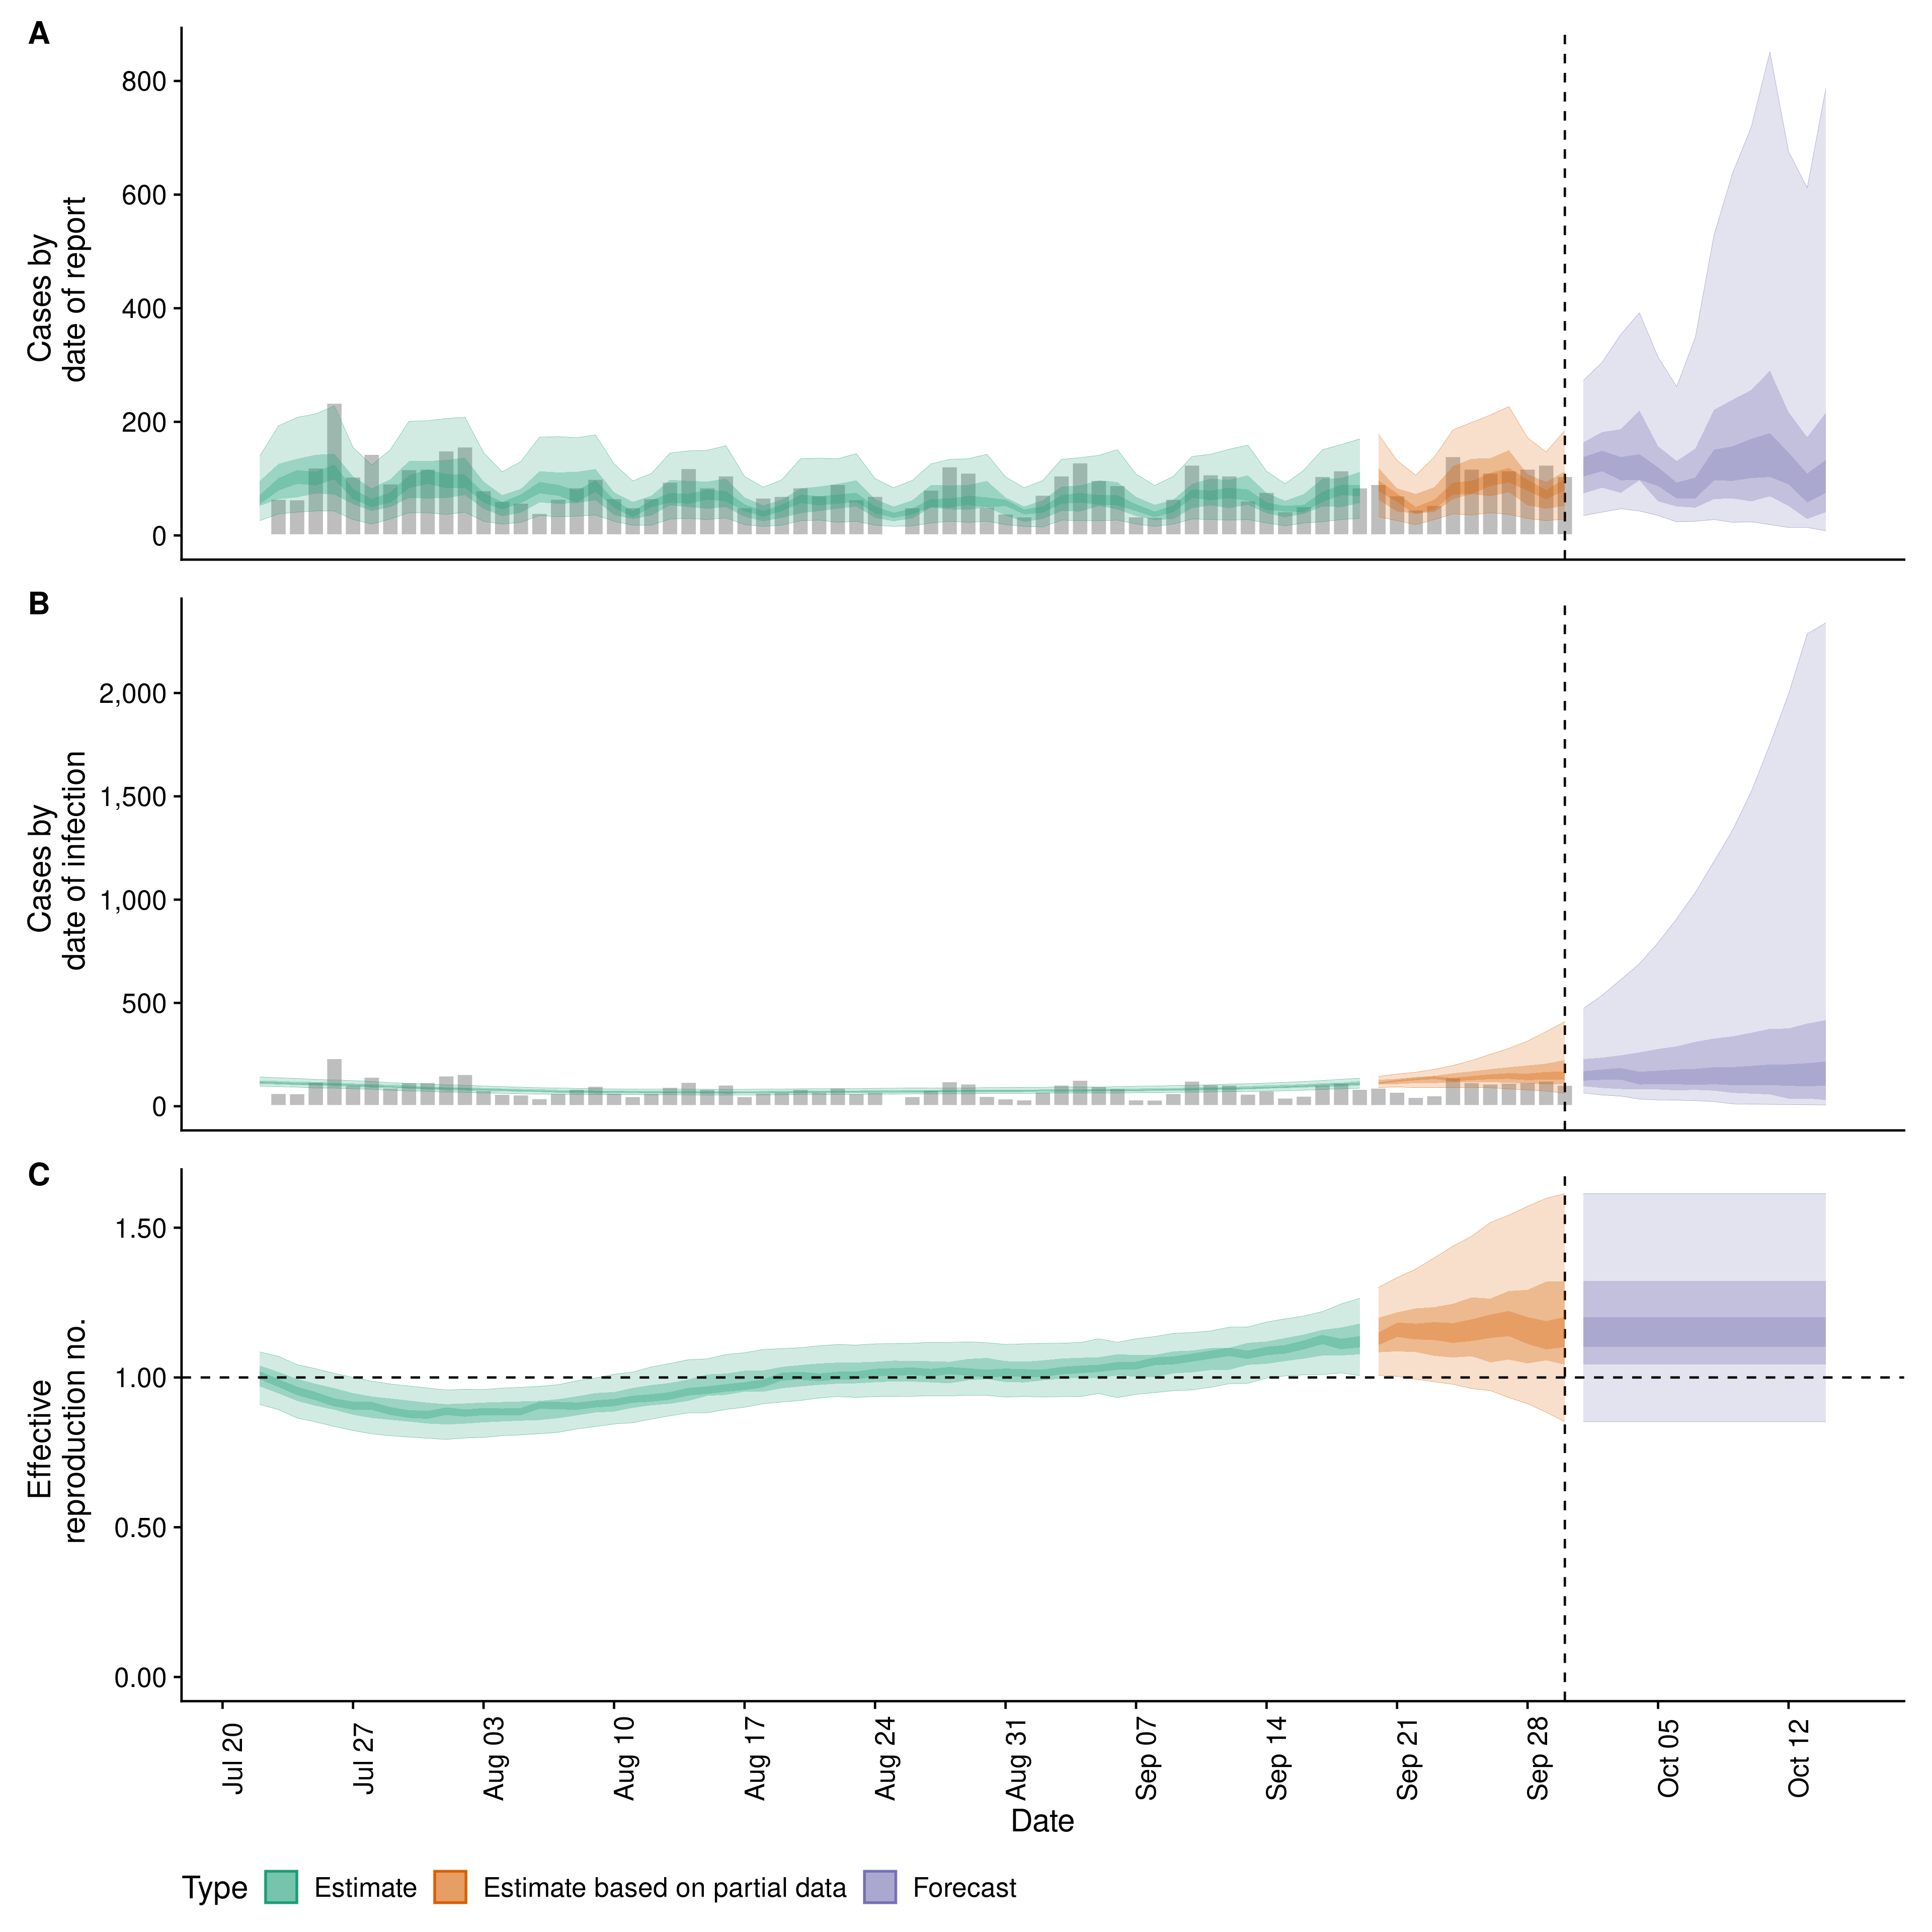 A
800
600
400
200
0
Cases by
date of report
B
2,000
1,500
1,000
500
0
Cases by
date of infection
C
1.50
1.00
0.50
0.00
Effective
reproduction no.
Jul 20
Jul 27
Aug 03
Aug 10
Aug 17
Aug 24
Aug 31
Sep 07
Sep 14
Sep 21
Sep 28
Oct 05
Oct 12
Date
Type Estimate Estimate based on partial data Forecast